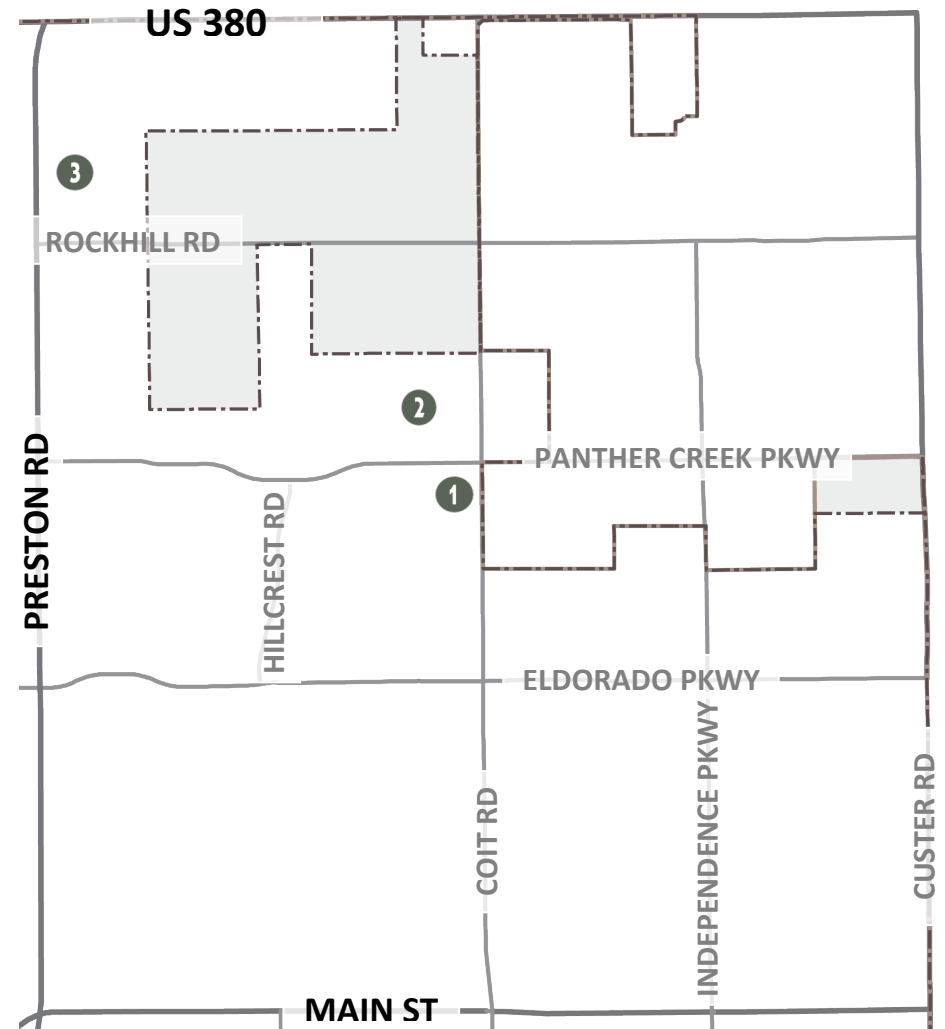 US 380
3
ROCKHILL RD
2
PANTHER CREEK PKWY
1
PRESTON RD
HILLCREST RD
ELDORADO PKWY
INDEPENDENCE PKWY
COIT RD
CUSTER RD
MAIN ST